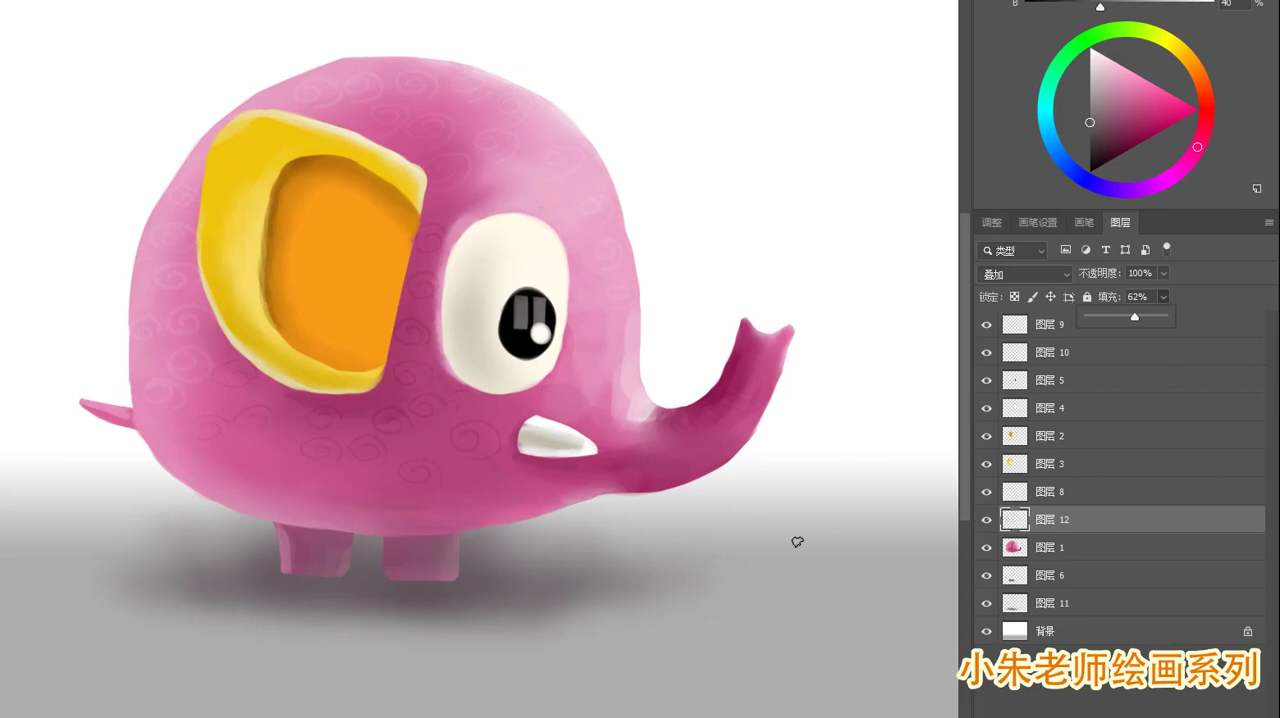 B 40 %
调整 画笔设置 画笔 图层
类型
叠加 不透明度: 100%
锁定: 填充: 62%
图层 9
图层 10
图层 5
图层 4
图层 2
图层 3
图层 8
图层 12
图层 1
图层 6
图层 11
背景
小朱老师绘画系列